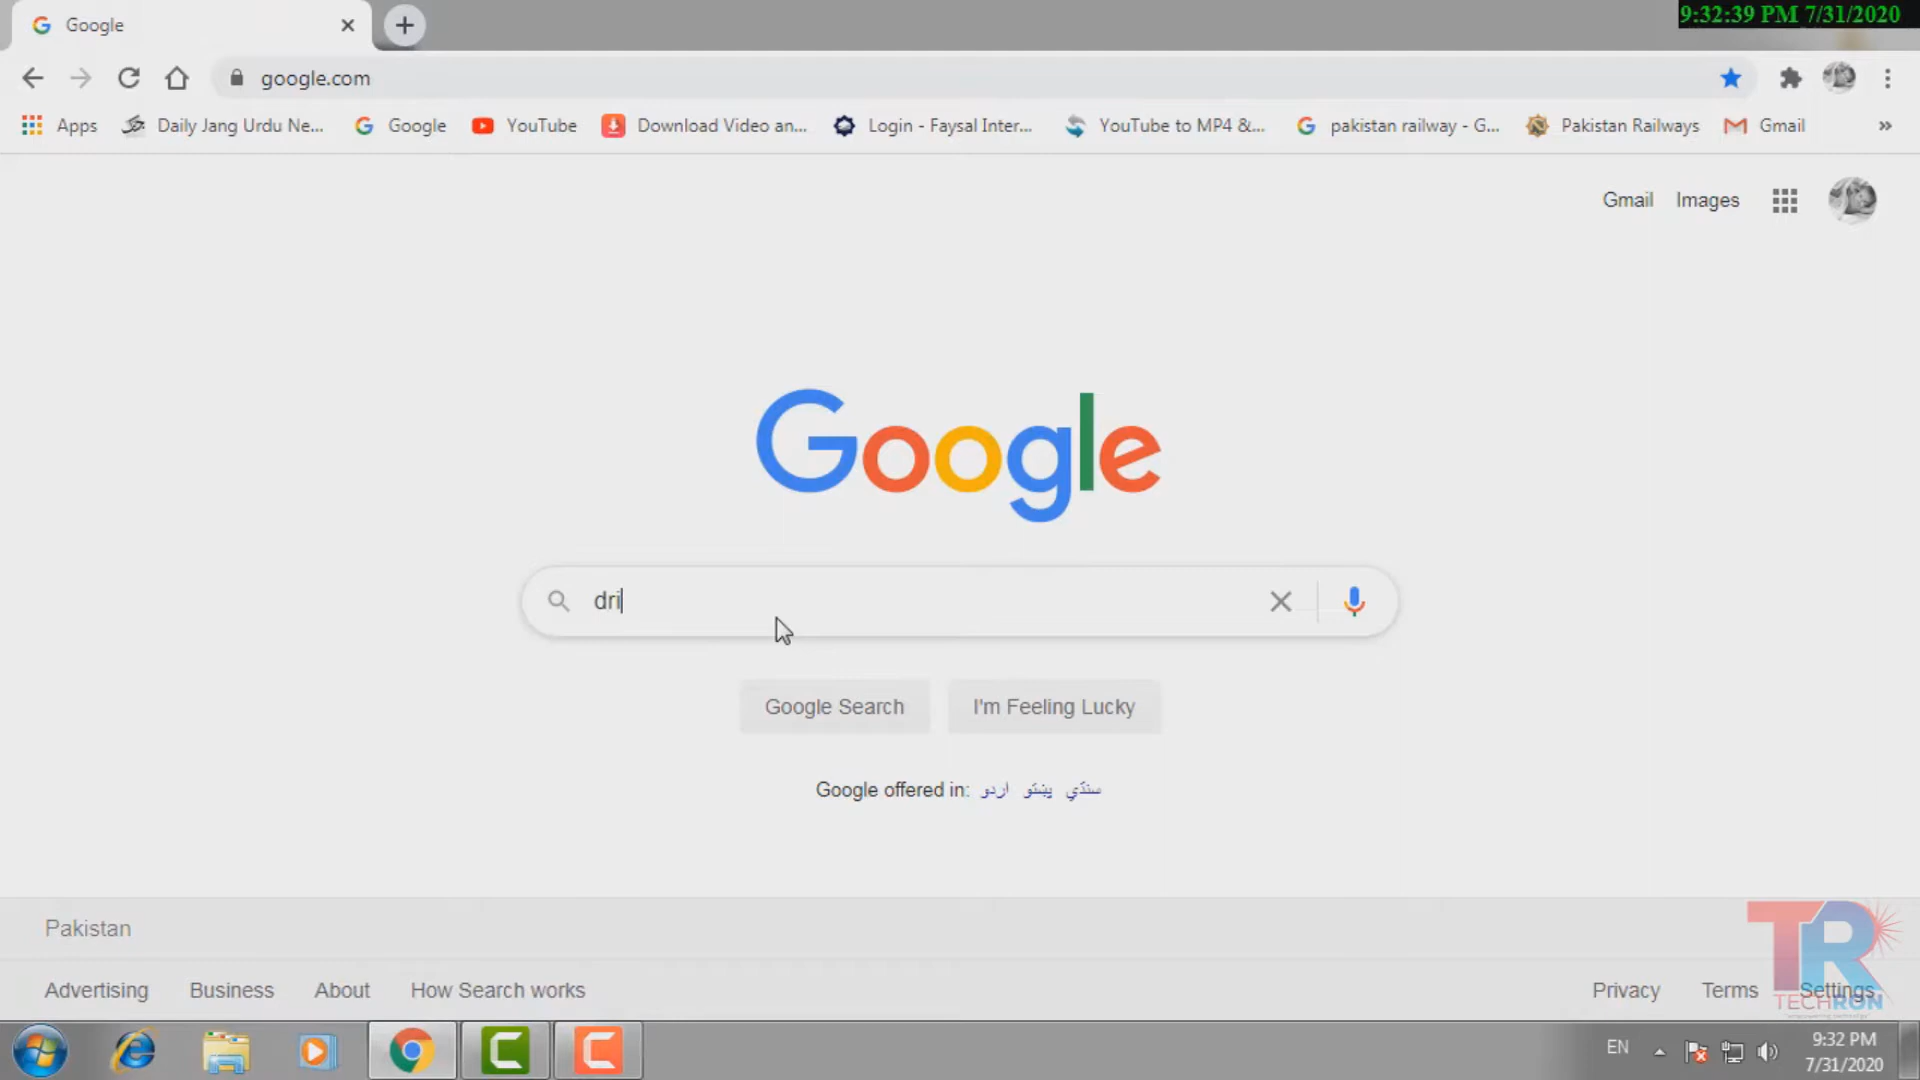 Google
9:32:39 PM 7/31/2020
google.com
Apps
Daily Jang Urdu Ne...
Google
YouTube
Download Video an...
Login - Faysal Inter...
YouTube to MP4 &...
pakistan railway - G...
Pakistan Railways
Gmail
»
Gmail
Images
Google
dri
Google Search
I'm Feeling Lucky
Google offered in: اردو پښتو سنڌي
Pakistan
Advertising
Business
About
How Search works
Privacy
Terms
Settings
TR
TECHRON
EN
9:32 PM
7/31/2020